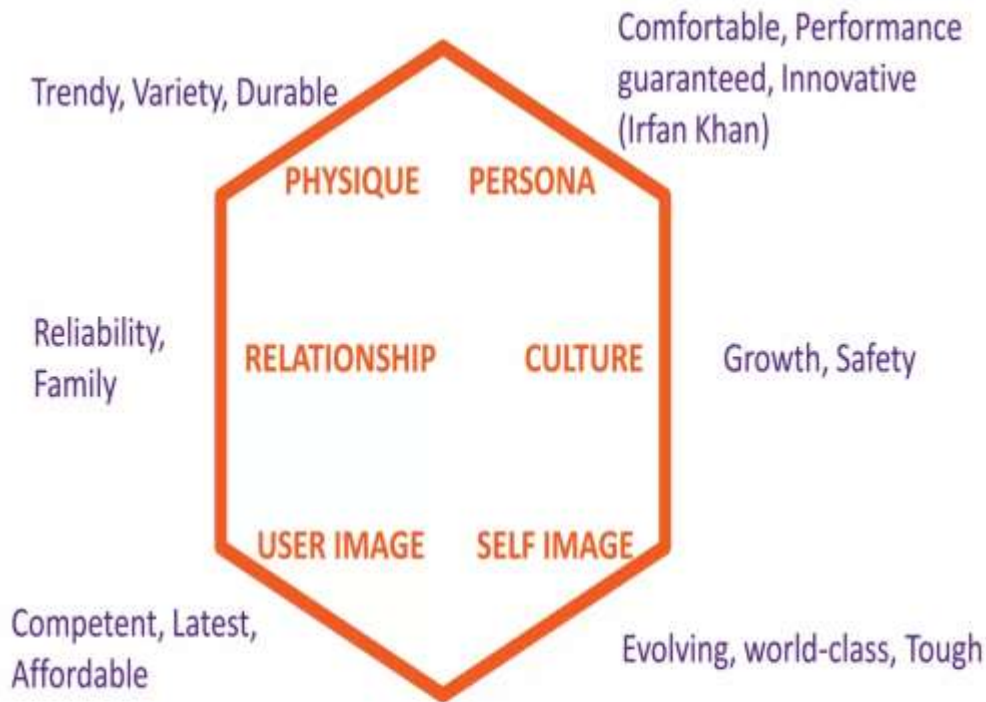 Comfortable, Performance
guaranteed, Innovative
(Irfan Khan)
Trendy, Variety, Durable
PHYSIQUE PERSONA
Reliability,
Family
RELATIONSHIP CULTURE
Growth, Safety
USER IMAGE SELF IMAGE
Competent, Latest,
Affordable
Evolving, world-class, Tough